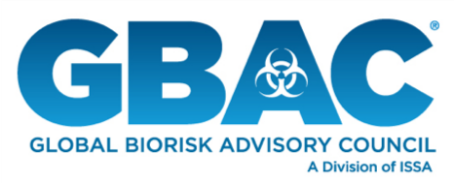 GBAC®
GLOBAL BIORISK ADVISORY COUNCIL
A Division of ISSA